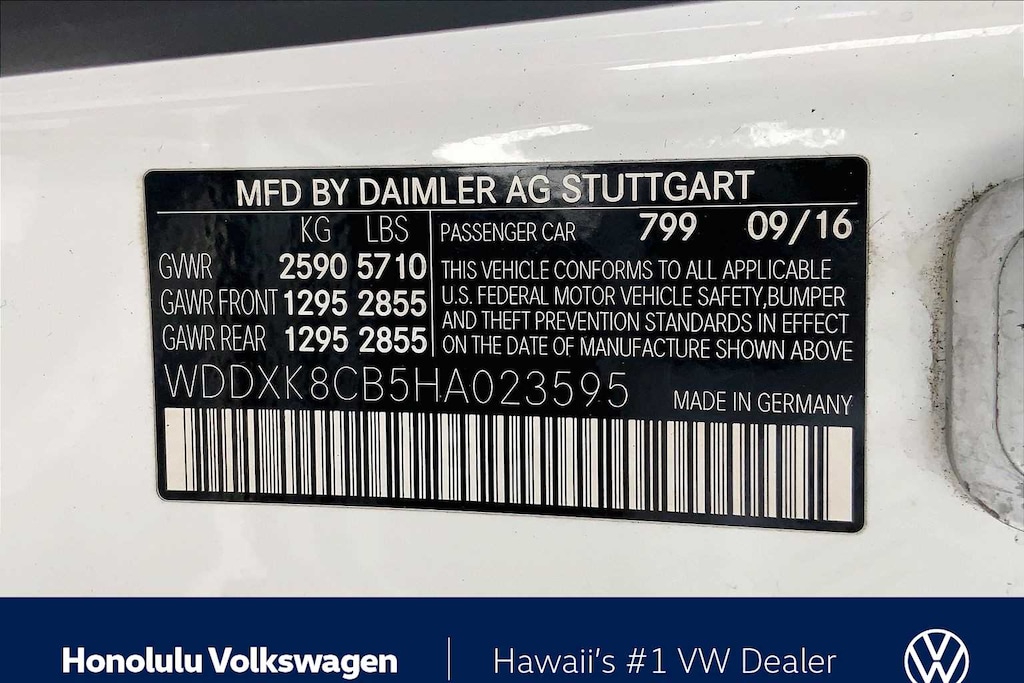 MFD BY DAIMLER AG STUTTGART
KG LBS
GVWR 2590 5710
GAWR FRONT 1295 2855
GAWR REAR 1295 2855
PASSENGER CAR 799 09/16
THIS VEHICLE CONFORMS TO ALL APPLICABLE
U.S. FEDERAL MOTOR VEHICLE SAFETY,BUMPER
AND THEFT PREVENTION STANDARDS IN EFFECT
ON THE DATE OF MANUFACTURE SHOWN ABOVE
WDDXK8CB5HA023595
MADE IN GERMANY
Honolulu Volkswagen
Hawaii's #1 VW Dealer